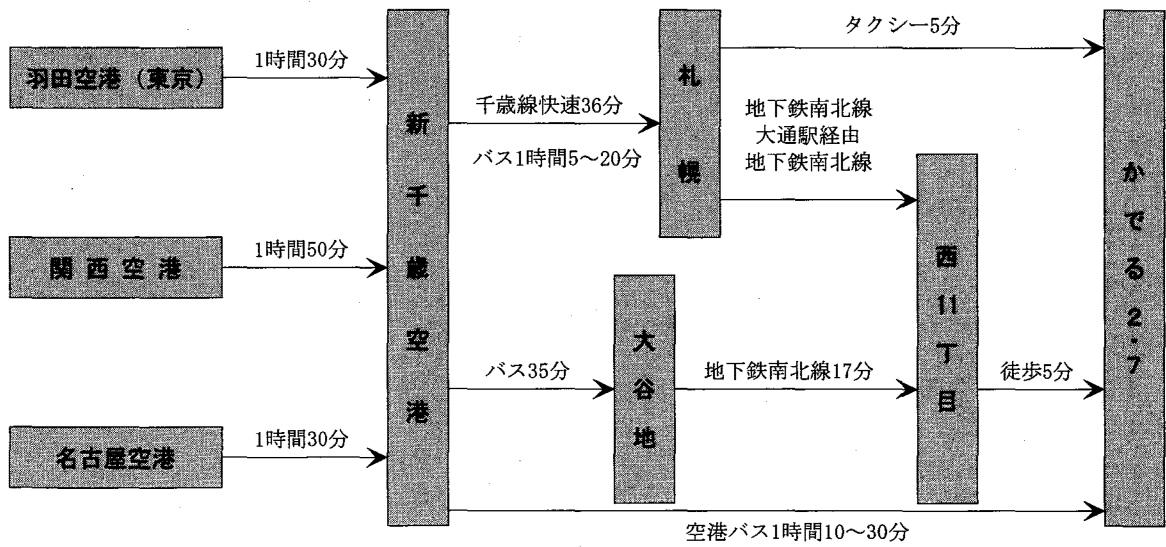 羽田空港（東京）
1時間30分
関西空港
1時間50分
名古屋空港
1時間30分
新千歳空港
千歳線快速36分
バス1時間5～20分
札幌
タクシー5分
地下鉄南北線
大通駅経由
地下鉄南北線
バス35分
大谷地
地下鉄南北線17分
西11丁目
徒歩5分
空港バス1時間10～30分
かでる2・7